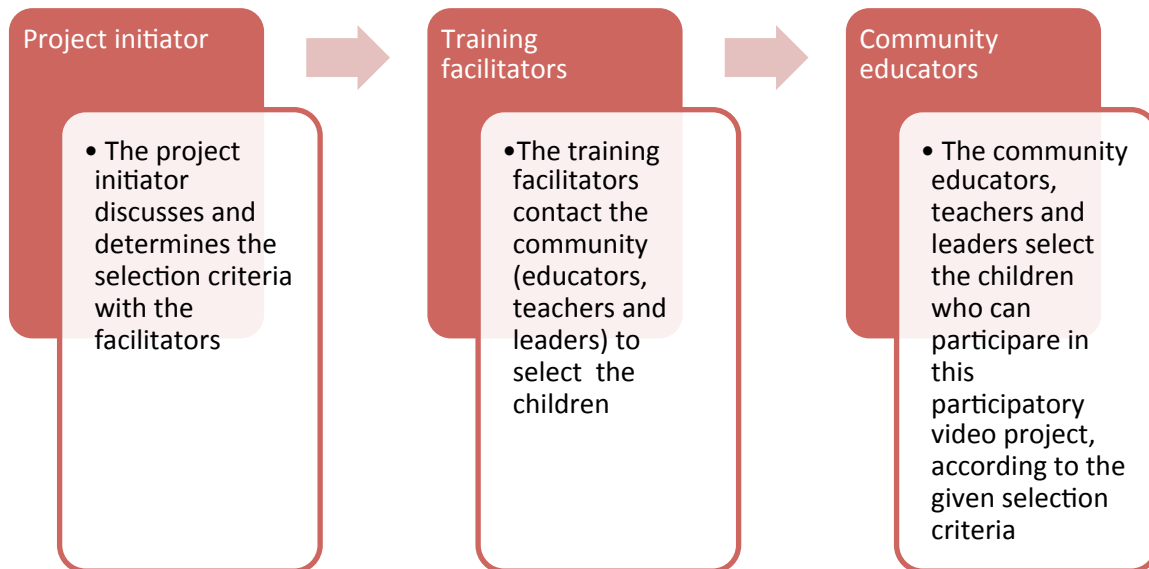 Project initiator
• The project
initiator
discusses and
determines the
selection criteria
with the
facilitators
Training
facilitators
•The training
facilitators
contact the
community
(educators,
teachers and
leaders) to
select  the
children
Community
educators
• The community
educators,
teachers and
leaders select
the children
who can
participare in
this
participatory
video project,
according to the
given selection
criteria